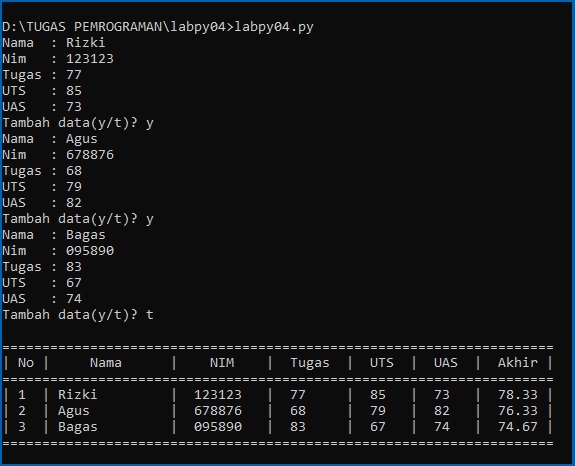 D:\TUGAS PEMROGRAMAN\labpy04>labpy04.py
Nama  : Rizki
Nim   : 123123
Tugas : 77
UTS   : 85
UAS   : 73
Tambah data(y/t)? y
Nama  : Agus
Nim   : 678876
Tugas : 68
UTS   : 79
UAS   : 82
Tambah data(y/t)? y
Nama  : Bagas
Nim   : 095890
Tugas : 83
UTS   : 67
UAS   : 74
Tambah data(y/t)? t
=====================================================================
| No |     Nama      |    NIM     |  Tugas  |  UTS   |  UAS  |  Akhir |
=====================================================================
| 1  | Rizki         |  123123  |  77     |  85   |  73   |  78.33 |
| 2  | Agus          |  678876  |  68     |  79   |  82   |  76.33 |
| 3  | Bagas         |  095890  |  83     |  67   |  74   |  74.67 |
=====================================================================